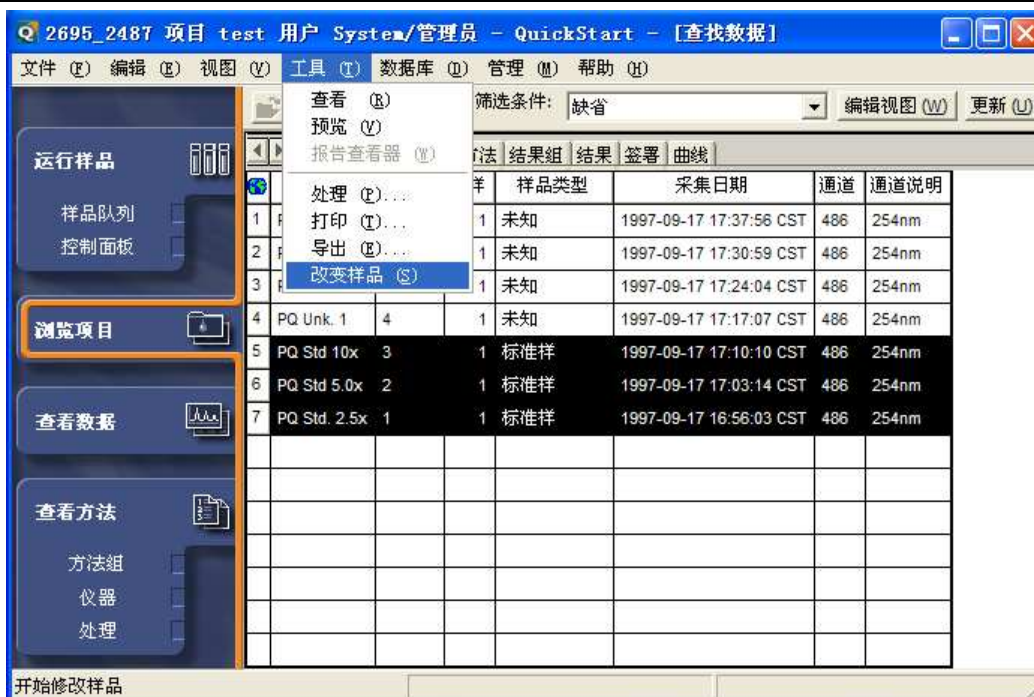 2695_2487 项目 test 用户 System/管理员 - QuickStart - [查找数据]
文件 (F) 编辑 (E) 视图 (V) 工具 (T) 数据库 (D) 管理 (M) 帮助 (H)
筛选条件: 缺省 编辑视图 (W) 更新 (U)
查看 (R)
预览 (V)
报告查看器 (W)
处理 (P)...
打印 (T)...
导出 (E)...
改变样品 (S)
运行样品
样品队列
控制面板
浏览项目
查看数据
查看方法
方法组
仪器
处理
结果组 结果 签署 曲线
样品类型 采集日期 通道 通道说明
1 1 未知 1997-09-17 17:37:56 CST 486 254nm
2 1 未知 1997-09-17 17:30:59 CST 486 254nm
3 1 未知 1997-09-17 17:24:04 CST 486 254nm
4 PQ Unk. 1 4 1 未知 1997-09-17 17:17:07 CST 486 254nm
5 PQ Std 10x 3 1 标准样 1997-09-17 17:10:10 CST 486 254nm
6 PQ Std 5.0x 2 1 标准样 1997-09-17 17:03:14 CST 486 254nm
7 PQ Std. 2.5x 1 1 标准样 1997-09-17 16:56:03 CST 486 254nm
开始修改样品